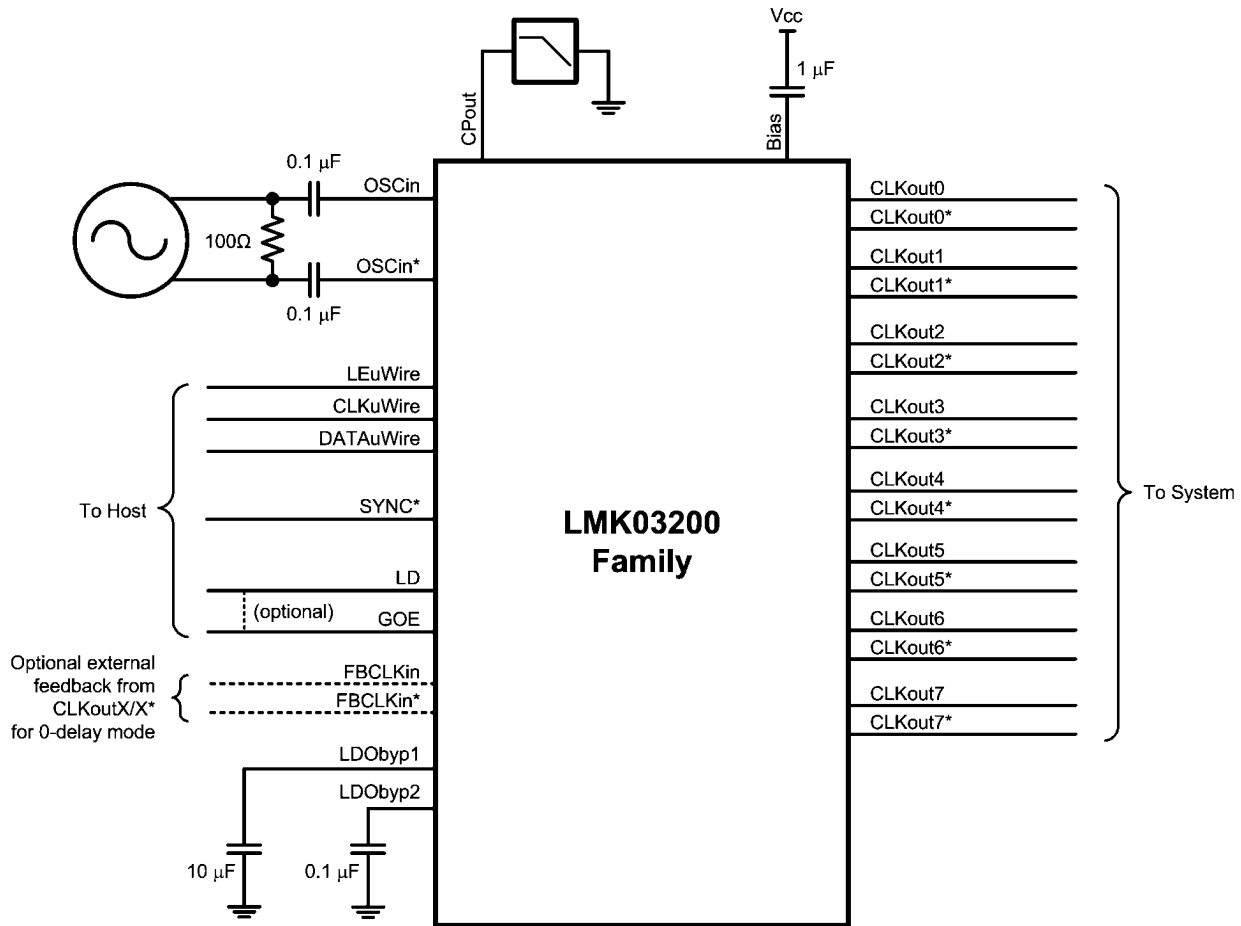 Vcc
1 μF
CPout
Bias
0.1 μF
OSCin
100Ω
OSCin*
0.1 μF
LEuWire
CLKuWire
DATAuWire
To Host
SYNC*
LD
(optional)
GOE
Optional external
feedback from
CLKoutX/X*
for 0-delay mode
FBCLKin
FBCLKin*
LDObyp1
LDObyp2
10 μF
0.1 μF
LMK03200
Family
CLKout0
CLKout0*
CLKout1
CLKout1*
CLKout2
CLKout2*
CLKout3
CLKout3*
CLKout4
CLKout4*
CLKout5
CLKout5*
CLKout6
CLKout6*
CLKout7
CLKout7*
To System